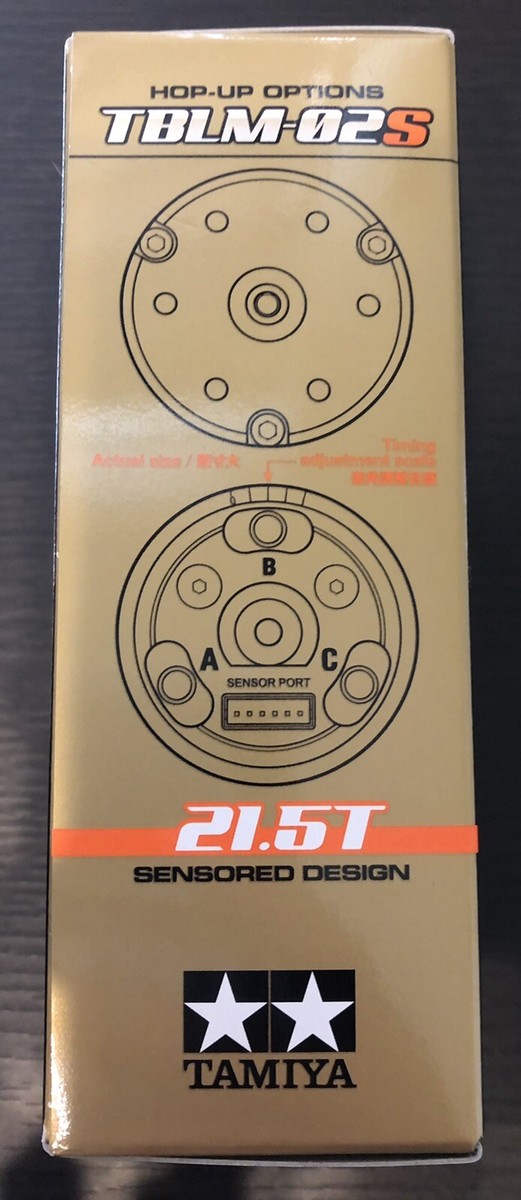 HOP-UP OPTIONS
TBLM-02S
Actual size / 実寸大
Timing
adjustment scale
B
A
C
SENSOR PORT
21.5T
SENSORED DESIGN
TAMIYA